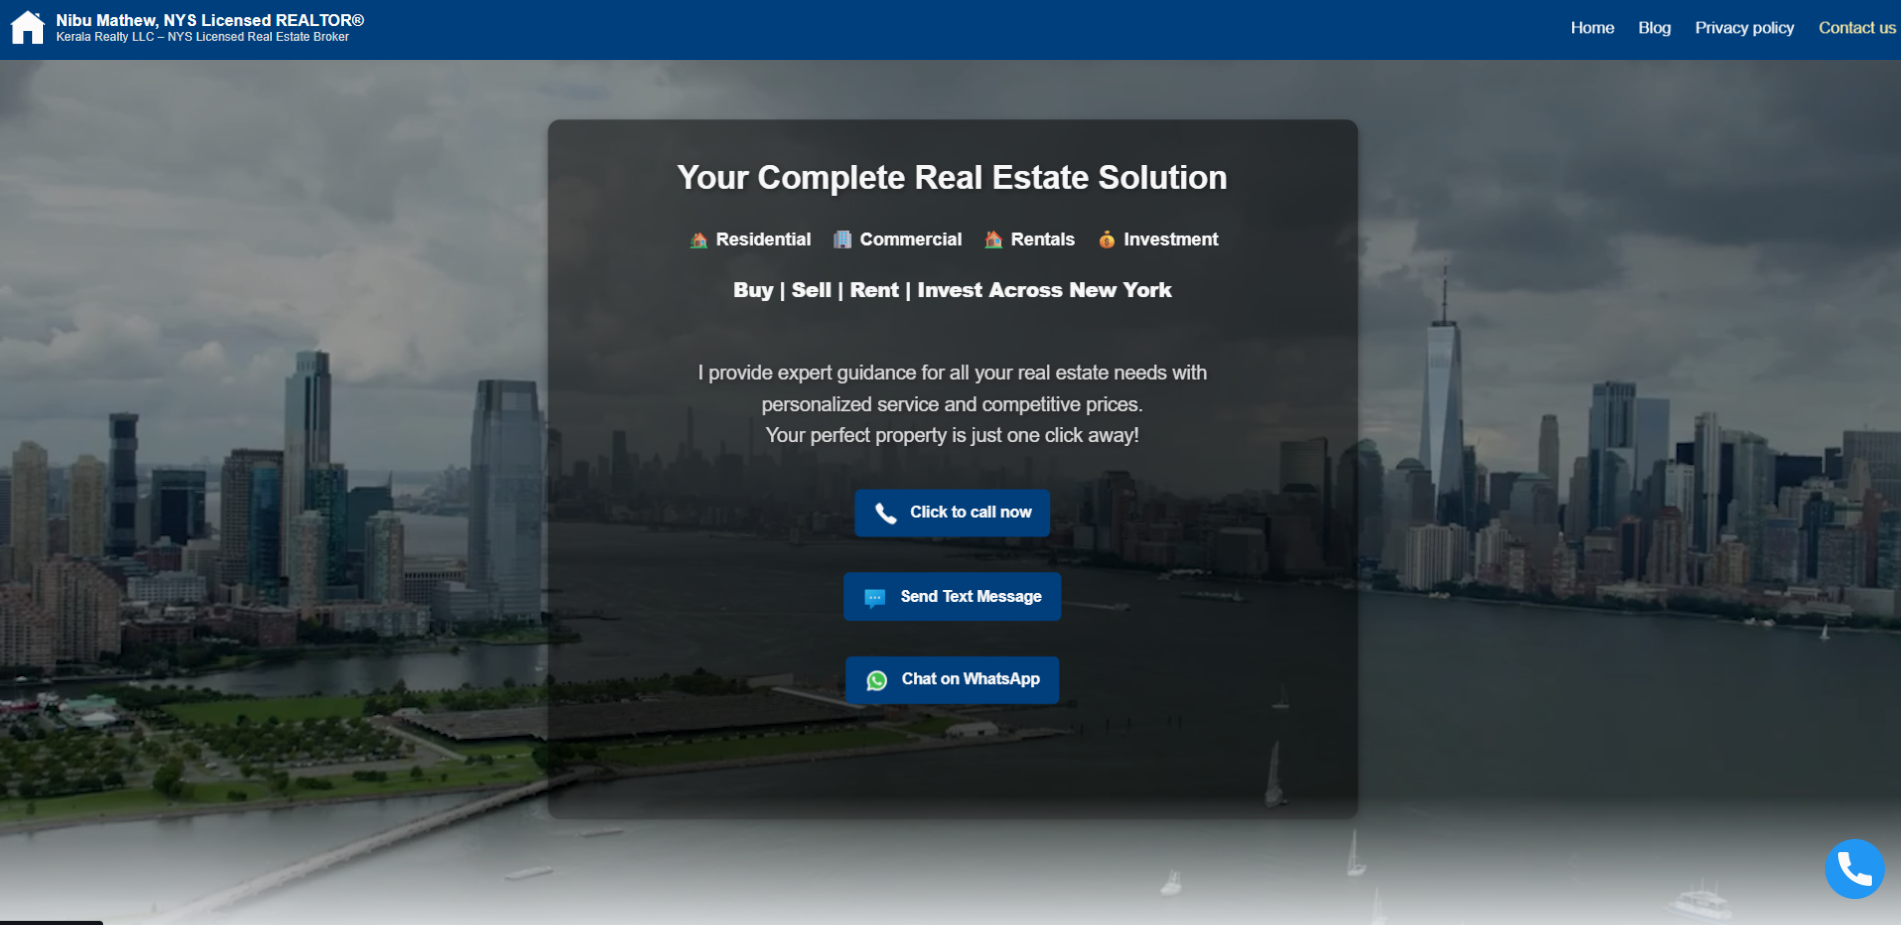 Nibu Mathew, NYS Licensed REALTOR®
Kerala Realty LLC – NYS Licensed Real Estate Broker
Home Blog Privacy policy Contact us
Your Complete Real Estate Solution
Residential Commercial Rentals Investment
Buy | Sell | Rent | Invest Across New York
I provide expert guidance for all your real estate needs with
personalized service and competitive prices.
Your perfect property is just one click away!
Click to call now
Send Text Message
Chat on WhatsApp